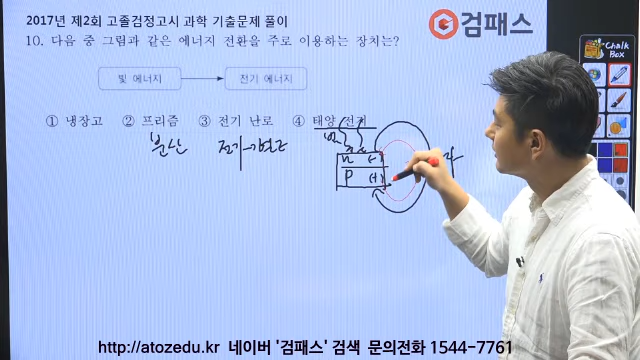 2017년 제2회 고졸검정고시 과학 기출문제 풀이
검패스
Chalk Box
10. 다음 중 그림과 같은 에너지 전환을 주로 이용하는 장치는?
빛 에너지 전기 에너지
① 냉장고 ② 프리즘 ③ 전기 난로 ④ 태양 전지
분산 전기→열
빛
n (-)
P (+)
http://atozedu.kr 네이버 '검패스' 검색 문의전화 1544-7761